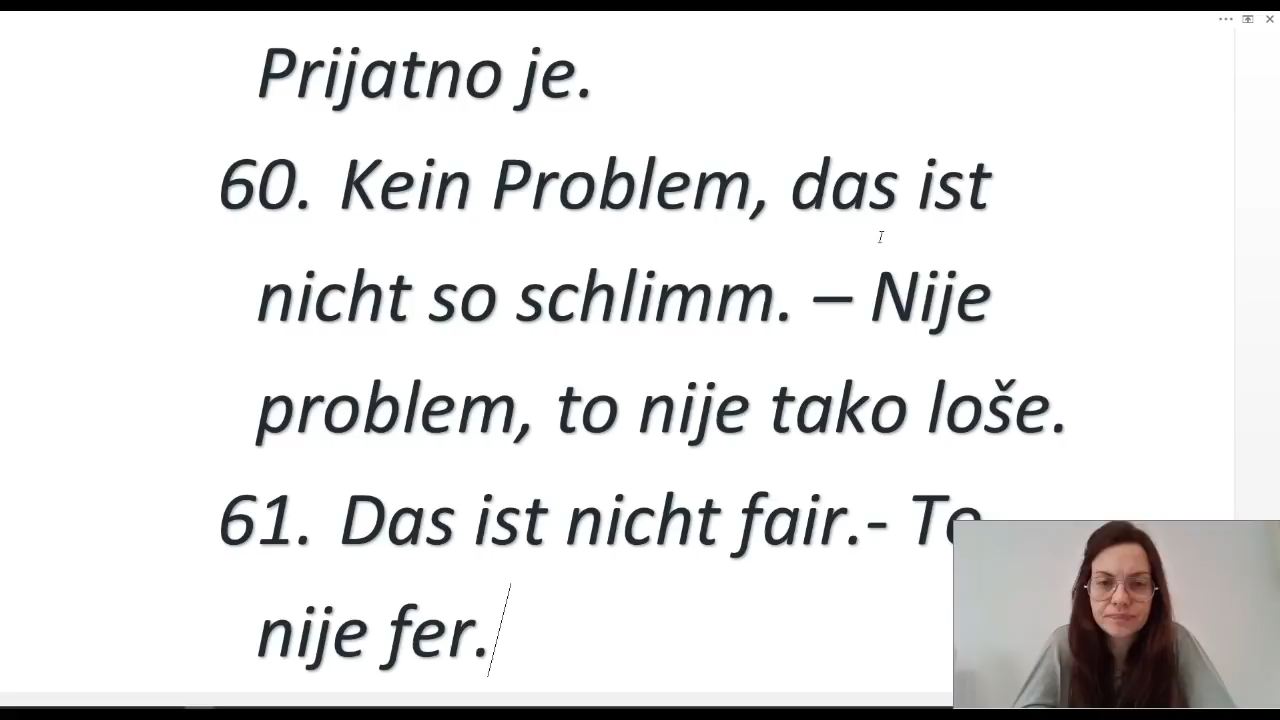 Prijatno je.
60. Kein Problem, das ist
nicht so schlimm. – Nije
problem, to nije tako loše.
61. Das ist nicht fair.- To
nije fer.